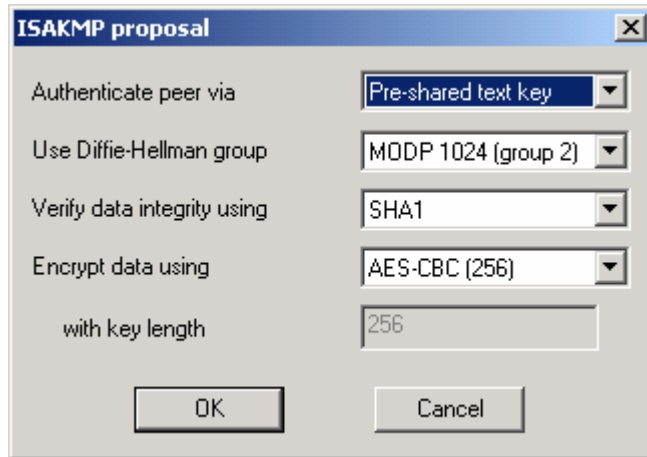 ISAKMP proposal
Authenticate peer via Pre-shared text key
Use Diffie-Hellman group MODP 1024 (group 2)
Verify data integrity using SHA1
Encrypt data using AES-CBC (256)
with key length 256
OK Cancel